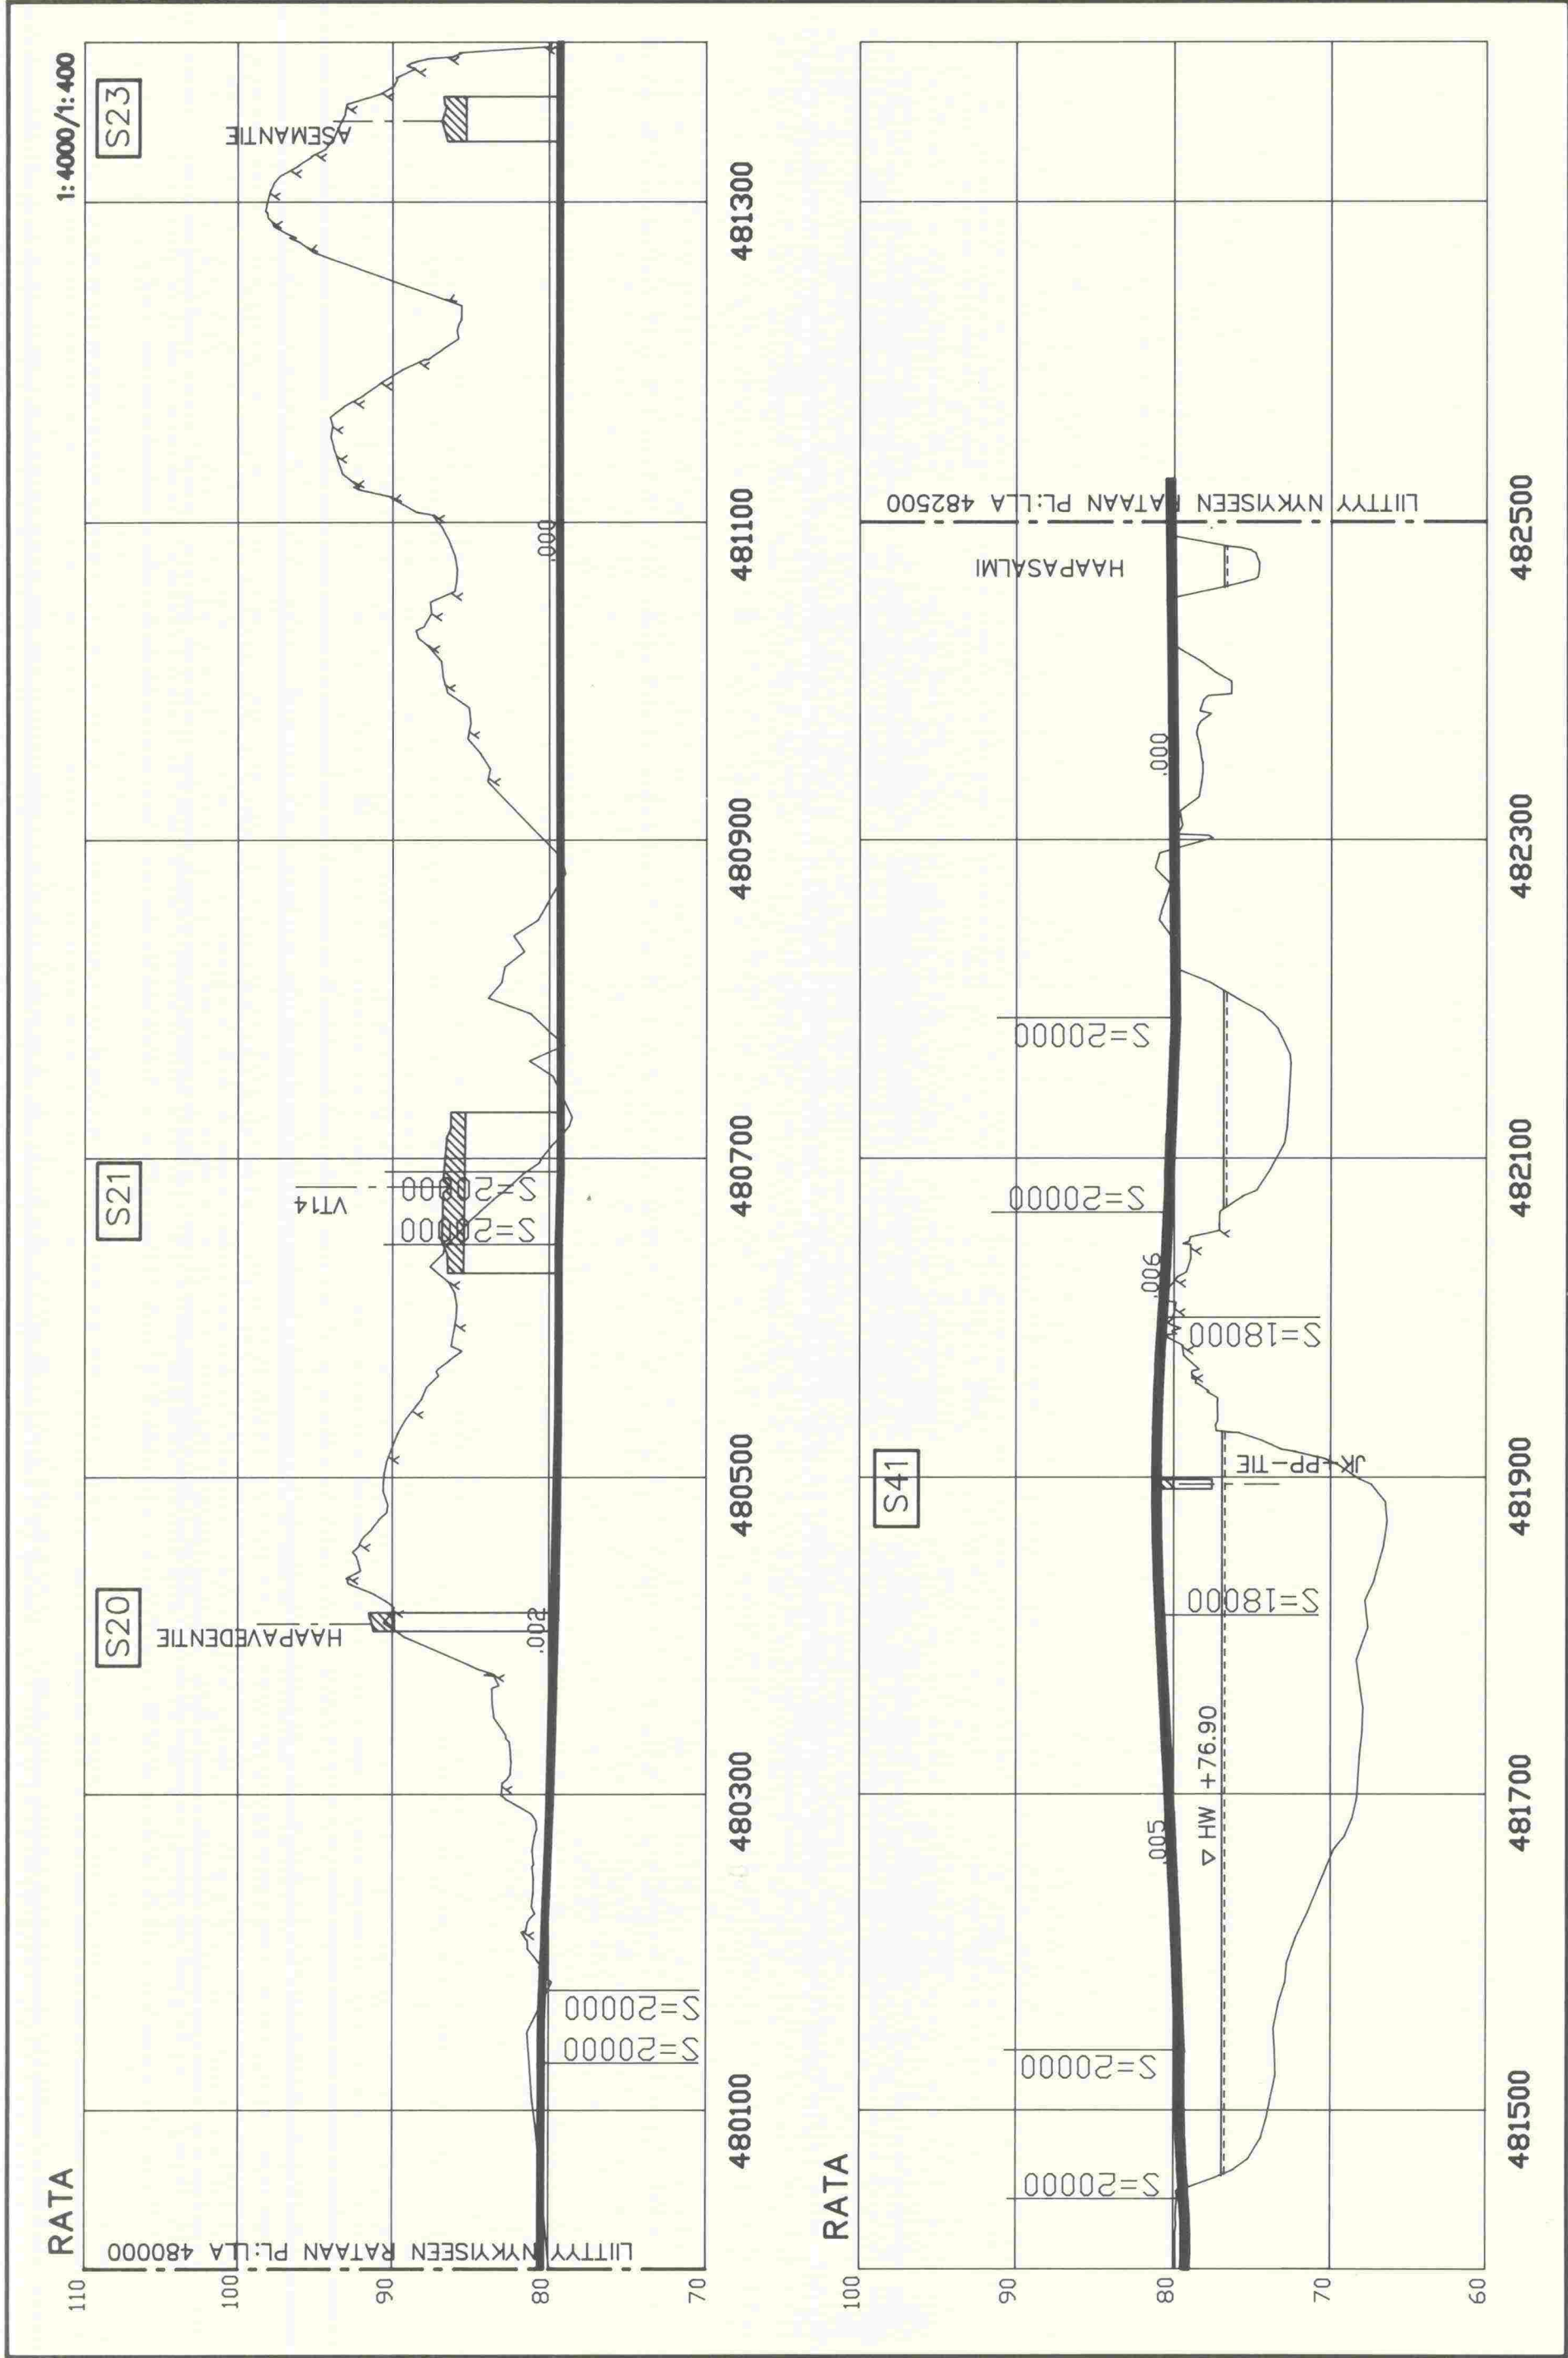 RATA
1:4000/1:400
S20
S21
S23
HAAPAVEDENTIE
VT14
ASEMANTIE
110
100
90
80
70
LIITTYY NYKYISEEN RATAAN PL:LLA 480000
S=20000
S=20000
.002
S=20000
S=20000
.000
480100
480300
480500
480700
480900
481100
481300
RATA
S41
100
90
80
70
60
S=20000
S=20000
.005
▽ HW +76.90
S=18000
JK+PP-TIE
S=18000
.006
S=20000
S=20000
.000
HAAPASALMI
LIITTYY NYKYISEEN RATAAN PL:LLA 482500
481500
481700
481900
482100
482300
482500